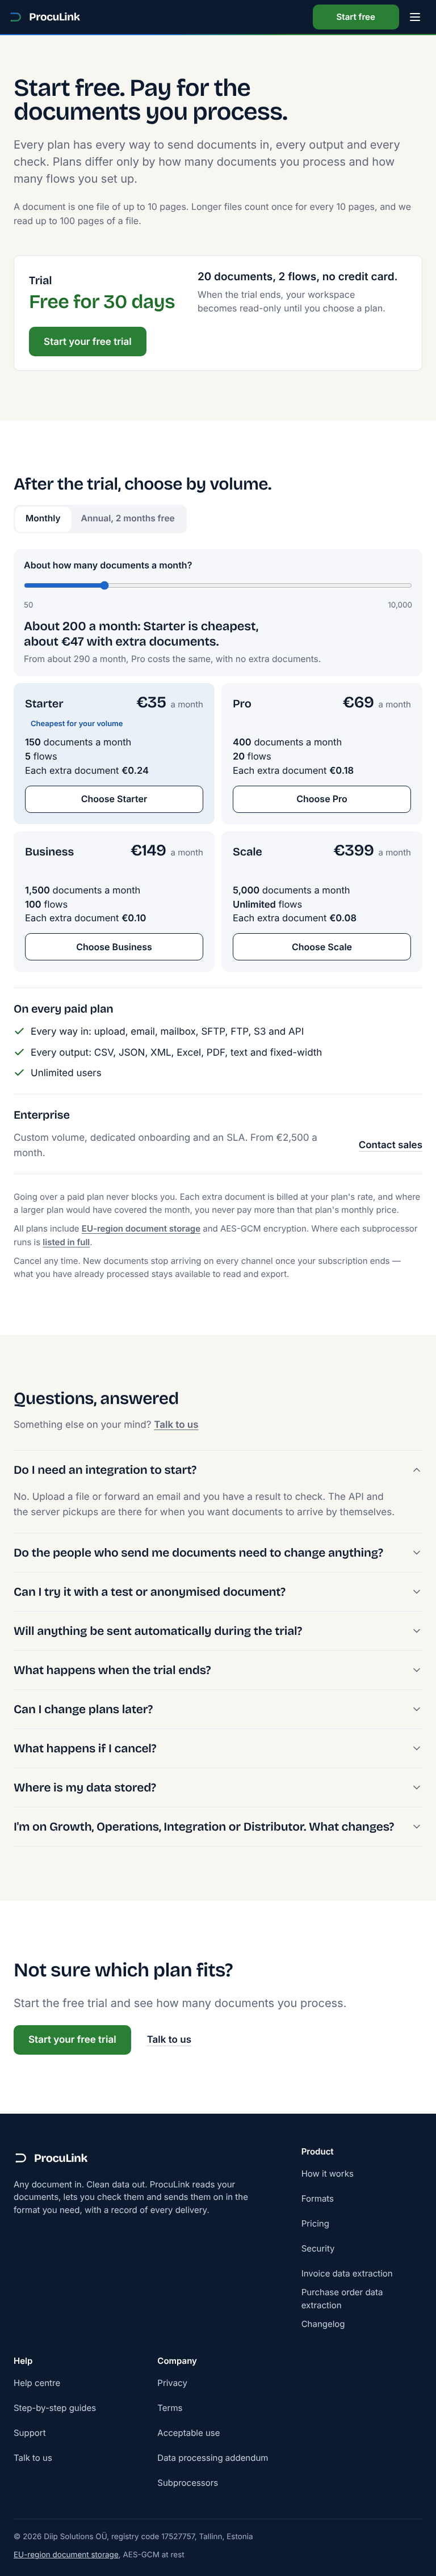 ProcuLink
Start free
Start free. Pay for the
documents you process.
Every plan has every way to send documents in, every output and every
check. Plans differ only by how many documents you process and how
many flows you set up.
A document is one file of up to 10 pages. Longer files count once for every 10 pages, and we
read up to 100 pages of a file.
Trial
Free for 30 days
Start your free trial
20 documents, 2 flows, no credit card.
When the trial ends, your workspace
becomes read-only until you choose a plan.
After the trial, choose by volume.
Monthly
Annual, 2 months free
About how many documents a month?
50
10,000
About 200 a month: Starter is cheapest,
about €47 with extra documents.
From about 290 a month, Pro costs the same, with no extra documents.
Starter
€35 a month
Cheapest for your volume
150 documents a month
5 flows
Each extra document €0.24
Choose Starter
Pro
€69 a month
400 documents a month
20 flows
Each extra document €0.18
Choose Pro
Business
€149 a month
1,500 documents a month
100 flows
Each extra document €0.10
Choose Business
Scale
€399 a month
5,000 documents a month
Unlimited flows
Each extra document €0.08
Choose Scale
On every paid plan
Every way in: upload, email, mailbox, SFTP, FTP, S3 and API
Every output: CSV, JSON, XML, Excel, PDF, text and fixed-width
Unlimited users
Enterprise
Custom volume, dedicated onboarding and an SLA. From €2,500 a
month.
Contact sales
Going over a paid plan never blocks you. Each extra document is billed at your plan's rate, and where
a larger plan would have covered the month, you never pay more than that plan's monthly price.
All plans include EU-region document storage and AES-GCM encryption. Where each subprocessor
runs is listed in full.
Cancel any time. New documents stop arriving on every channel once your subscription ends —
what you have already processed stays available to read and export.
Questions, answered
Something else on your mind? Talk to us
Do I need an integration to start?
No. Upload a file or forward an email and you have a result to check. The API and
the server pickups are there for when you want documents to arrive by themselves.
Do the people who send me documents need to change anything?
Can I try it with a test or anonymised document?
Will anything be sent automatically during the trial?
What happens when the trial ends?
Can I change plans later?
What happens if I cancel?
Where is my data stored?
I'm on Growth, Operations, Integration or Distributor. What changes?
Not sure which plan fits?
Start the free trial and see how many documents you process.
Start your free trial
Talk to us
ProcuLink
Any document in. Clean data out. ProcuLink reads your
documents, lets you check them and sends them on in the
format you need, with a record of every delivery.
Product
How it works
Formats
Pricing
Security
Invoice data extraction
Purchase order data
extraction
Changelog
Help
Help centre
Step-by-step guides
Support
Talk to us
Company
Privacy
Terms
Acceptable use
Data processing addendum
Subprocessors
© 2026 Diip Solutions OÜ, registry code 17527757, Tallinn, Estonia
EU-region document storage, AES-GCM at rest